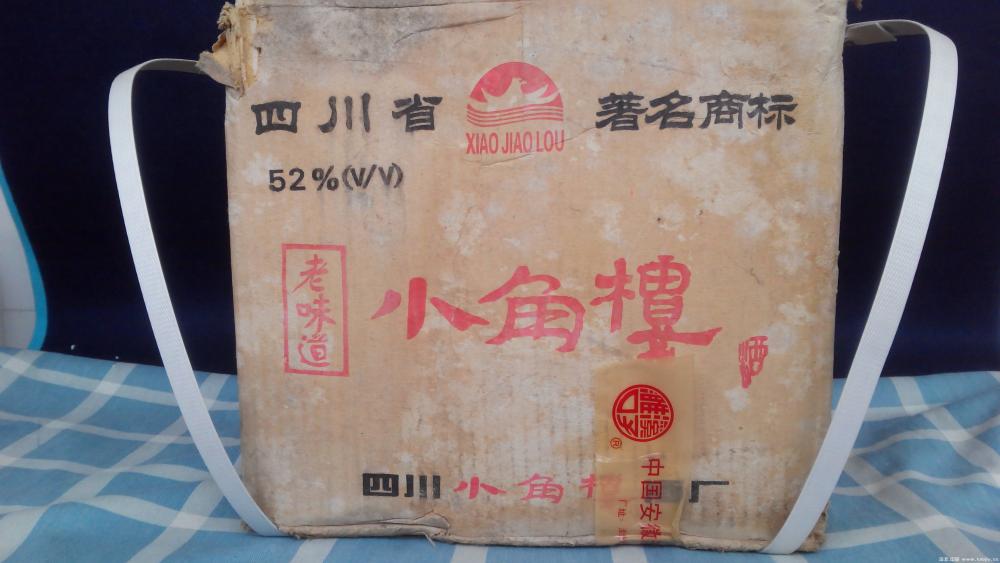 四川省
XIAO JIAO LOU
著名商标
52%(V/V)
老味道
小角樓
酒
®
中国安徽
四川小角
厂